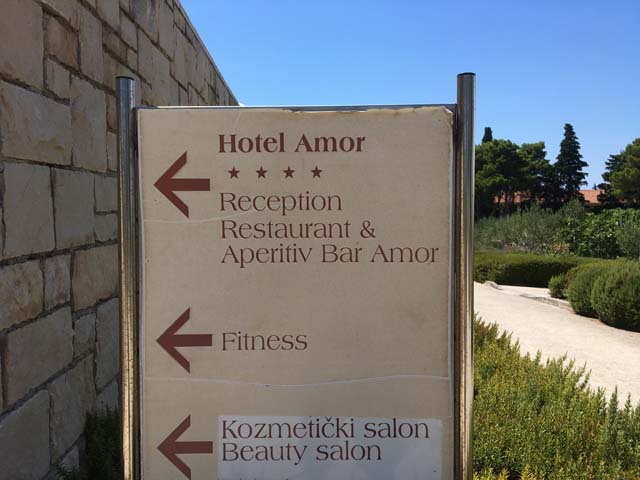 Hotel Amor
★ ★ ★ ★
Reception
Restaurant &
Aperitiv Bar Amor
Fitness
Kozmetički salon
Beauty salon